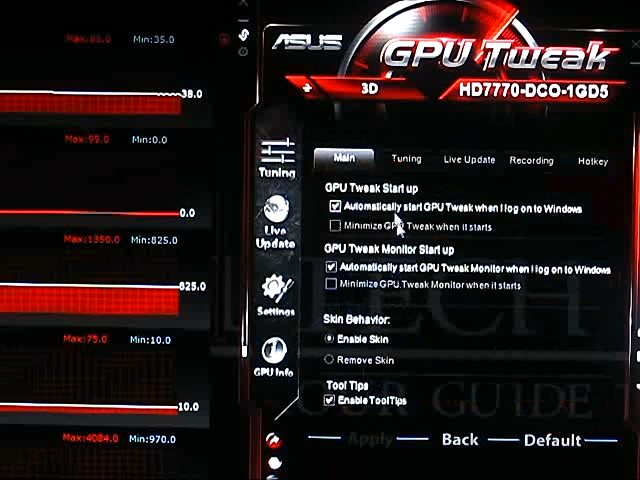 Max:85.0 Min:35.0
38.0
Max:99.0 Min:0.0
0.0
Max:1350.0 Min:825.0
825.0
Max:75.0 Min:10.0
10.0
Max:4084.0 Min:970.0
ASUS GPU Tweak
3D HD7770-DCO-1GD5
Tuning
Live
Update
Settings
GPU Info
Main Tuning Live Update Recording Hotkey
GPU Tweak Start up
Automatically start GPU Tweak when I log on to Windows
Minimize GPU Tweak when it starts
GPU Tweak Monitor Start up
Automatically start GPU Tweak Monitor when I log on to Windows
Minimize GPU Tweak Monitor when it starts
Skin Behavior:
Enable Skin
Remove Skin
Tool Tips
Enable ToolTips
Apply Back Default
TECH
OUR GUIDE